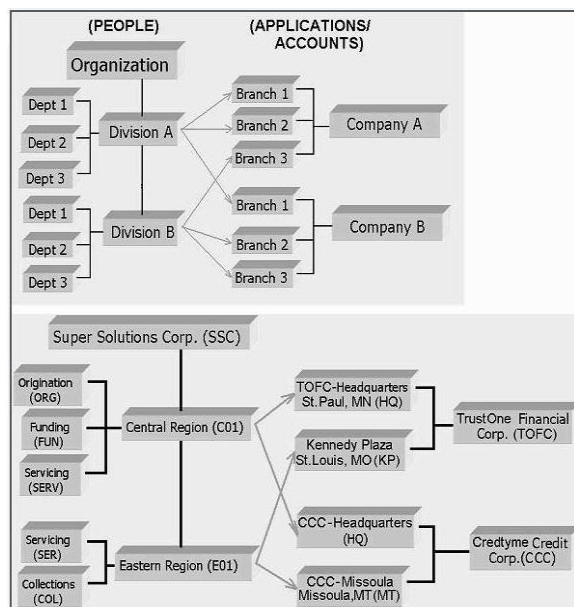 (PEOPLE)
(APPLICATIONS/
ACCOUNTS)
Organization
Dept 1
Dept 2
Dept 3
Division A
Dept 1
Dept 2
Dept 3
Division B
Branch 1
Branch 2
Branch 3
Company A
Branch 1
Branch 2
Branch 3
Company B
Super Solutions Corp. (SSC)
Origination
(ORG)
Funding
(FUN)
Servicing
(SERV)
Central Region (C01)
Servicing
(SER)
Collections
(COL)
Eastern Region (E01)
TOFC-Headquarters
St.Paul, MN (HQ)
Kennedy Plaza
St.Louis, MO (KP)
TrustOne Financial
Corp. (TOFC)
CCC-Headquarters
(HQ)
CCC-Missoula
Missoula,MT(MT)
Credtyme Credit
Corp.(CCC)